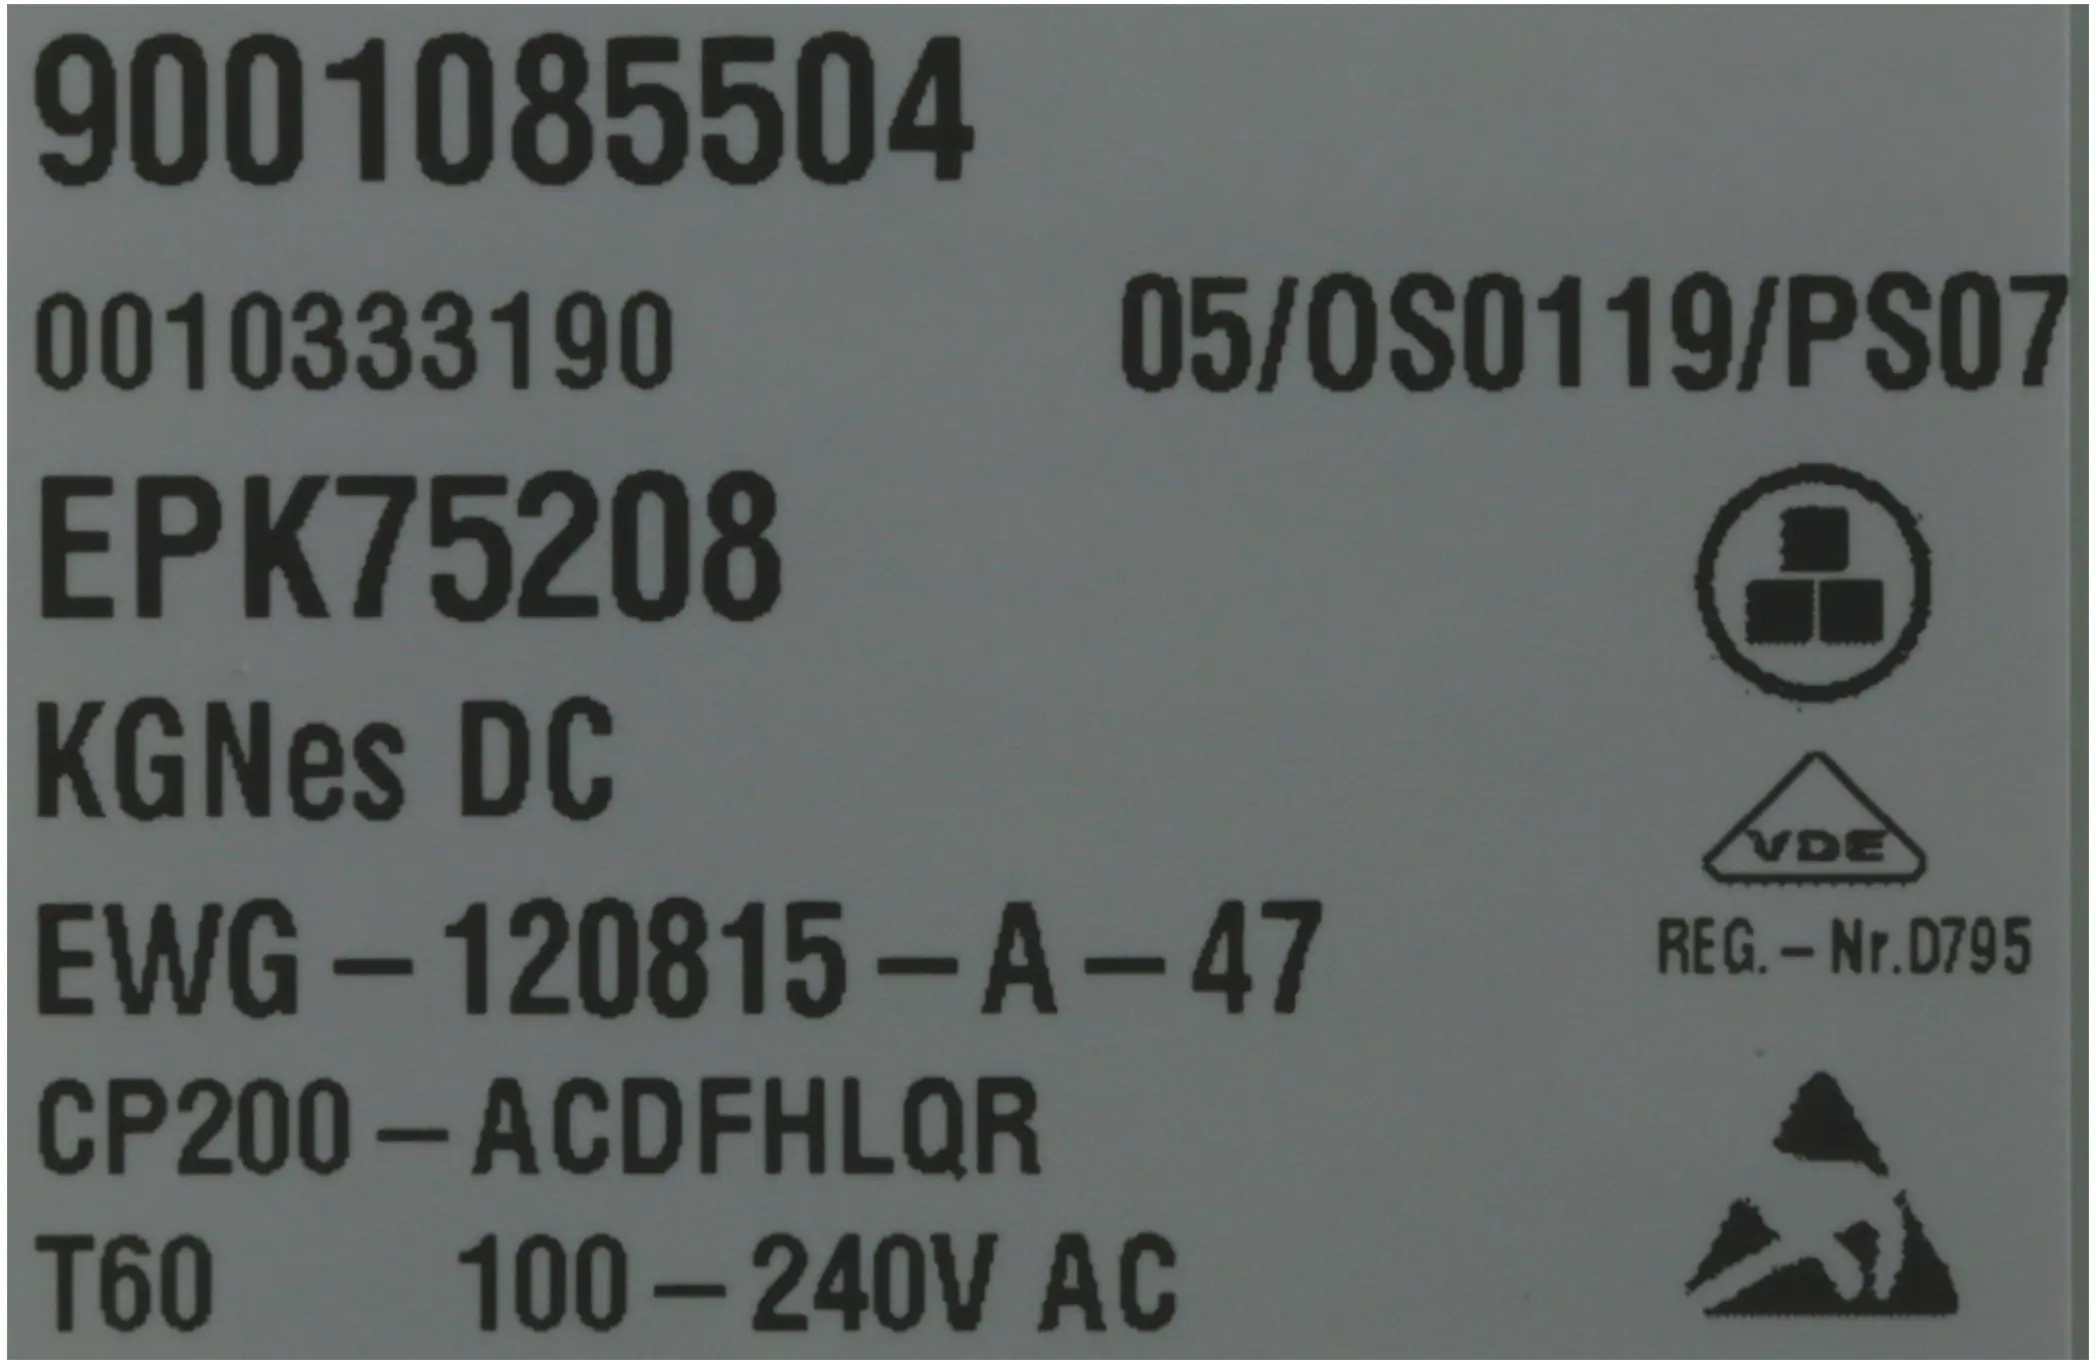 9001085504
0010333190 05/OS0119/PS07
EPK75208
KGNes DC
VDE
EWG-120815-A-47
REG.-Nr.D795
CP200-ACDFHLQR
T60 100-240V AC